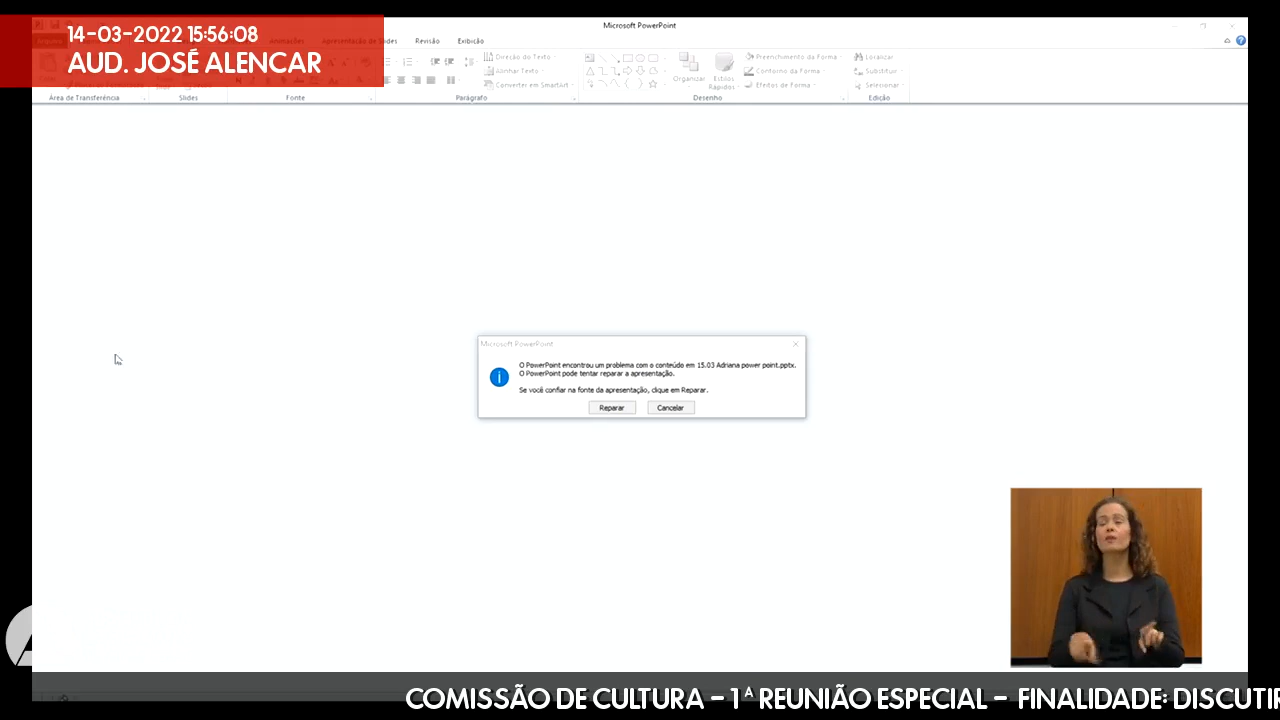 14-03-2022 15:56:08
AUD. JOSÉ ALENCAR
Microsoft PowerPoint
Revisão
Exibição
Direção do Texto
Alinhar Texto
Converter em SmartArt
Organizar
Estilos
Rápidos
Preenchimento da Forma
Contorno da Forma
Efeitos de Forma
Localizar
Substituir
Selecionar
Área de Transferência
Slides
Fonte
Parágrafo
Desenho
Edição
Microsoft PowerPoint
O PowerPoint encontrou um problema com o conteúdo em 15.03 Adriana power point.pptx.
O PowerPoint pode tentar reparar a apresentação.
Se você confiar na fonte da apresentação, clique em Reparar.
Reparar
Cancelar
COMISSÃO DE CULTURA - 1ª REUNIÃO ESPECIAL - FINALIDADE: DISCUTI